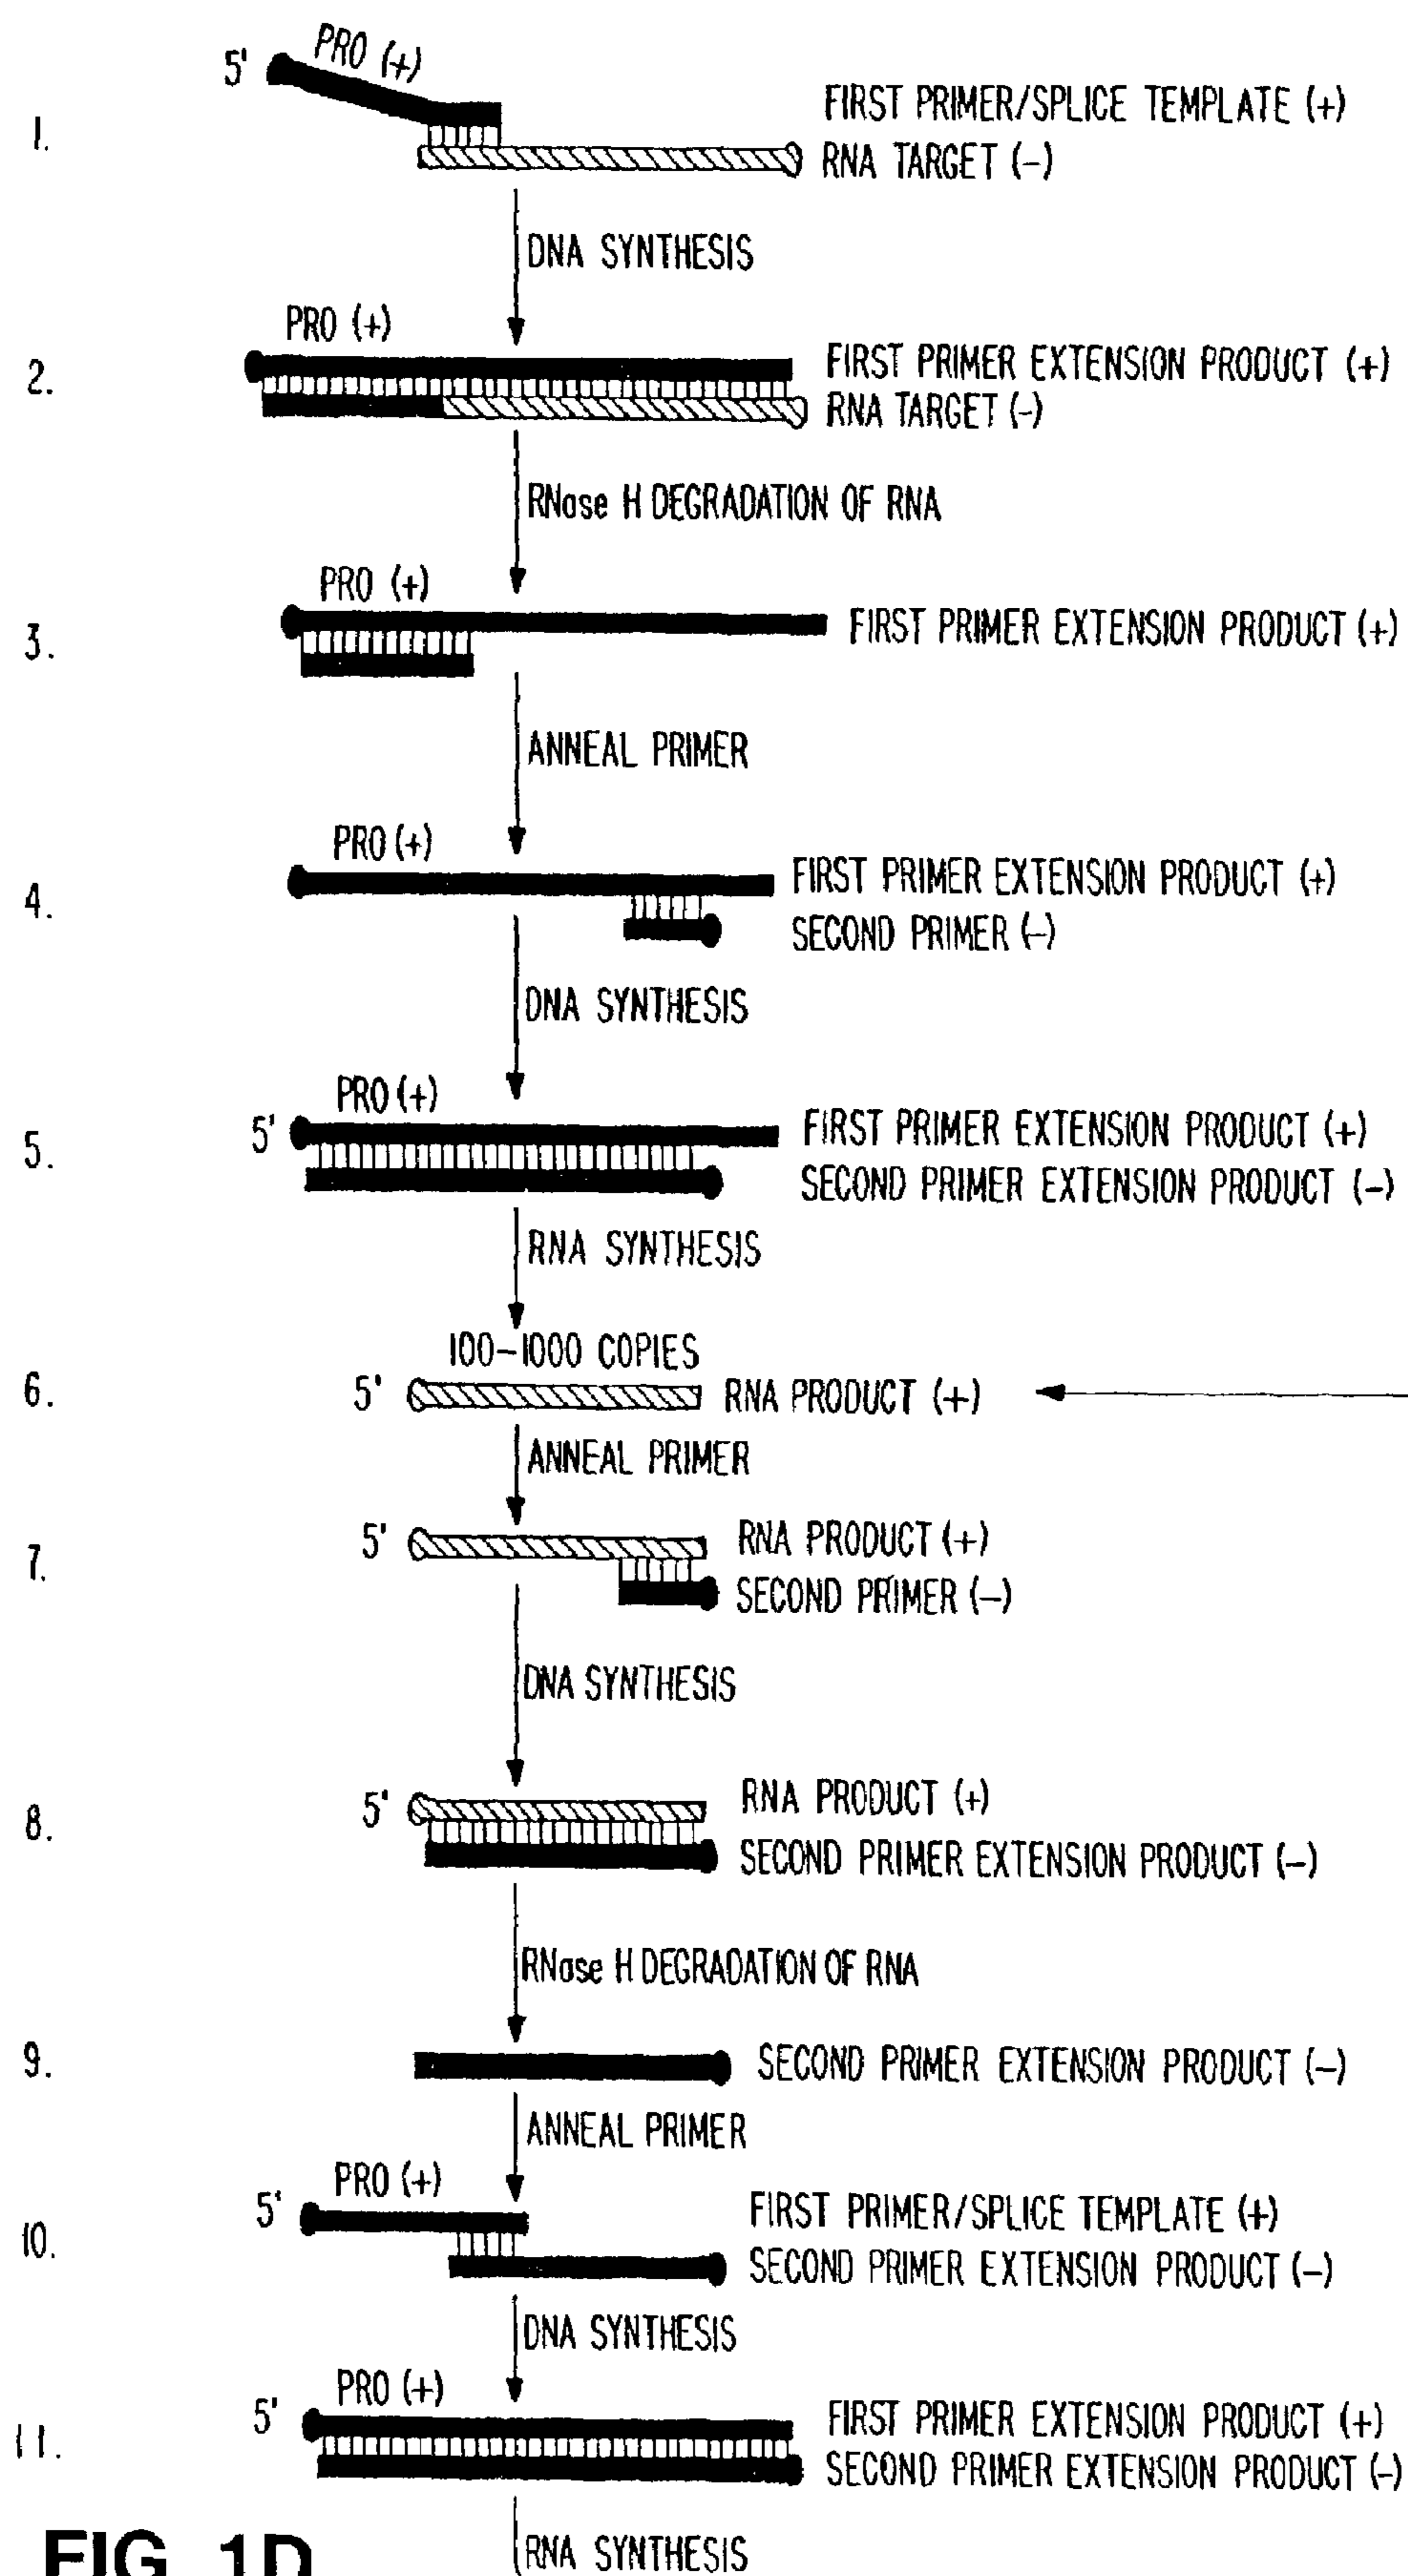 5' PRO (+)
1. FIRST PRIMER/SPLICE TEMPLATE (+)
RNA TARGET (-)
DNA SYNTHESIS
PRO (+)
2. FIRST PRIMER EXTENSION PRODUCT (+)
RNA TARGET (-)
RNase H DEGRADATION OF RNA
PRO (+)
3. FIRST PRIMER EXTENSION PRODUCT (+)
ANNEAL PRIMER
PRO (+)
4. FIRST PRIMER EXTENSION PRODUCT (+)
SECOND PRIMER (-)
DNA SYNTHESIS
PRO (+)
5. 5' FIRST PRIMER EXTENSION PRODUCT (+)
SECOND PRIMER EXTENSION PRODUCT (-)
RNA SYNTHESIS
100-1000 COPIES
6. 5' RNA PRODUCT (+)
ANNEAL PRIMER
7. 5' RNA PRODUCT (+)
SECOND PRIMER (-)
DNA SYNTHESIS
8. 5' RNA PRODUCT (+)
SECOND PRIMER EXTENSION PRODUCT (-)
RNase H DEGRADATION OF RNA
9. SECOND PRIMER EXTENSION PRODUCT (-)
ANNEAL PRIMER
PRO (+)
10. 5' FIRST PRIMER/SPLICE TEMPLATE (+)
SECOND PRIMER EXTENSION PRODUCT (-)
DNA SYNTHESIS
PRO (+)
11. 5' FIRST PRIMER EXTENSION PRODUCT (+)
SECOND PRIMER EXTENSION PRODUCT (-)
RNA SYNTHESIS
FIG. 1D